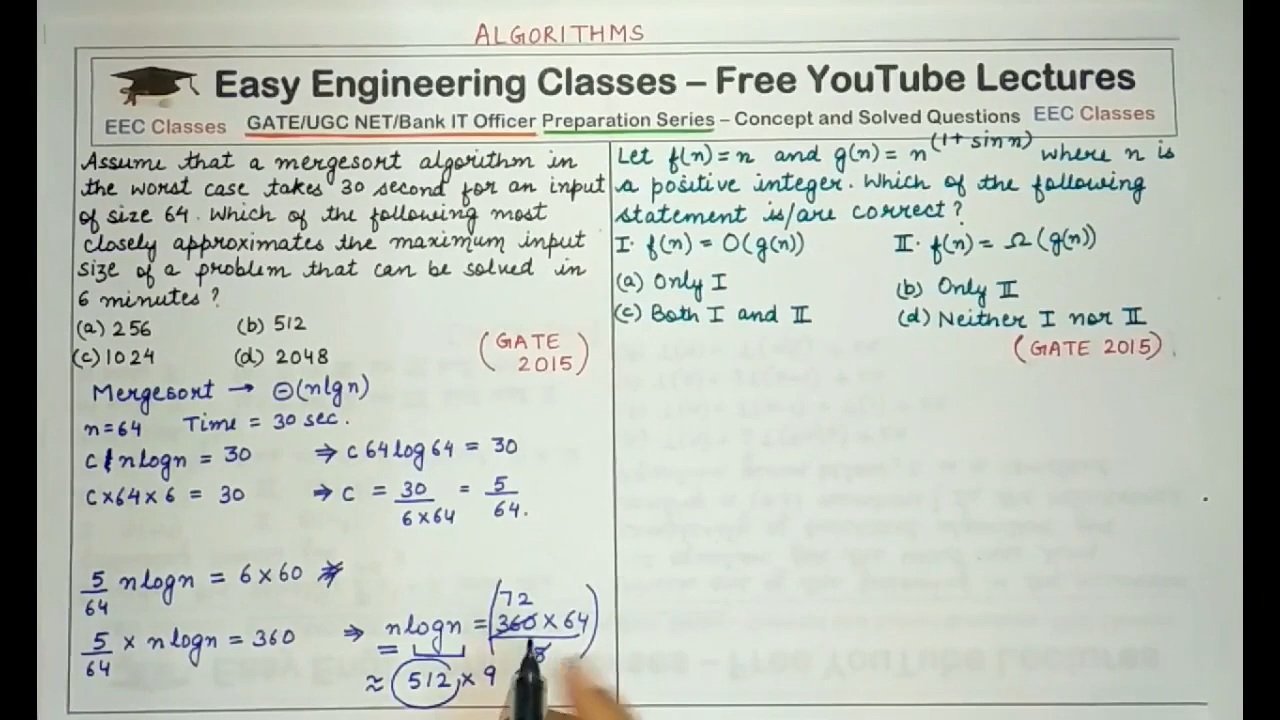 ALGORITHMS
Easy Engineering Classes – Free YouTube Lectures
EEC Classes GATE/UGC NET/Bank IT Officer Preparation Series – Concept and Solved Questions EEC Classes
Assume that a mergesort algorithm in
the worst case takes 30 second for an input
of size 64. Which of the following most
closely approximates the maximum input
size of a problem that can be solved in
6 minutes?
(a) 256 (b) 512
(c) 1024 (d) 2048
(GATE
2015)
Mergesort → Θ(nlgn)
n=64 Time = 30 sec.
c nlogn = 30 ⇒ c 64 log 64 = 30
c×64×6 = 30 ⇒ c = 30/6×64 = 5/64.
5/64 nlogn = 6×60
5/64 × nlogn = 360 ⇒ nlogn = (360×64/5)
72
=
≈ 512 × 9
Let f(n) = n and g(n) = n^(1+ sin n) where n is
a positive integer. Which of the following
statement is/are correct?
I. f(n) = O(g(n)) II. f(n) = Ω(g(n))
(a) Only I (b) Only II
(c) Both I and II (d) Neither I nor II
(GATE 2015).